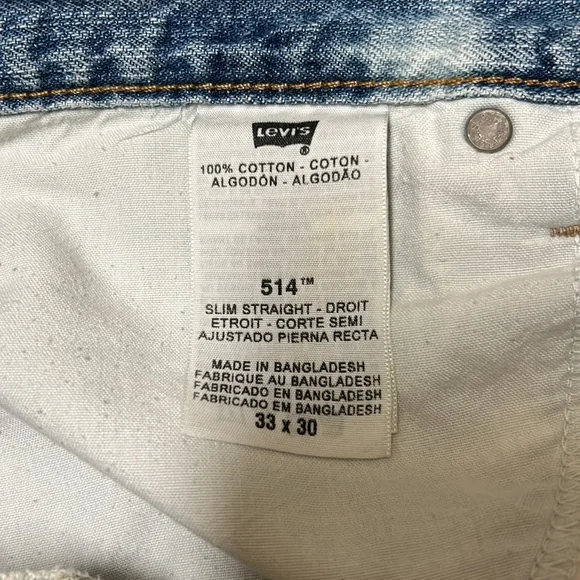 Levi's
®
100% COTTON - COTON -
ALGODÓN - ALGODÃO
514™
SLIM STRAIGHT - DROIT
ETROIT - CORTE SEMI
AJUSTADO PIERNA RECTA
MADE IN BANGLADESH
FABRIQUE AU BANGLADESH
FABRICADO EN BANGLADESH
FABRICADO EM BANGLADESH
33 x 30